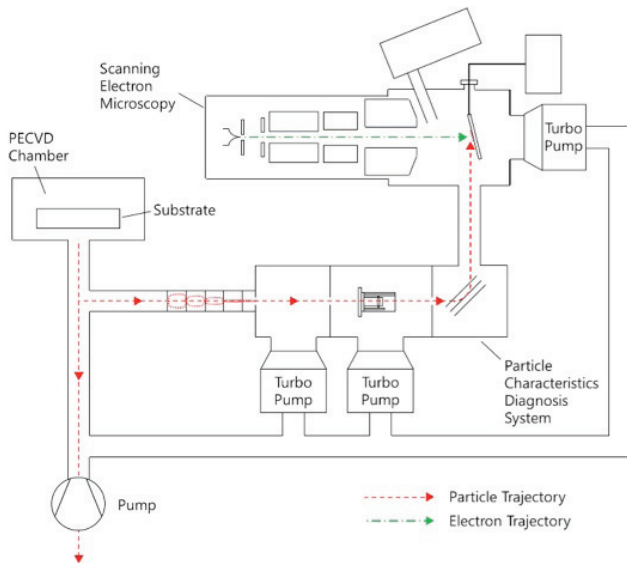 Scanning
Electron
Microscopy
PECVD
Chamber
Substrate
Turbo
Pump
Turbo
Pump
Turbo
Pump
Particle
Characteristics
Diagnosis
System
Pump
Particle Trajectory
Electron Trajectory